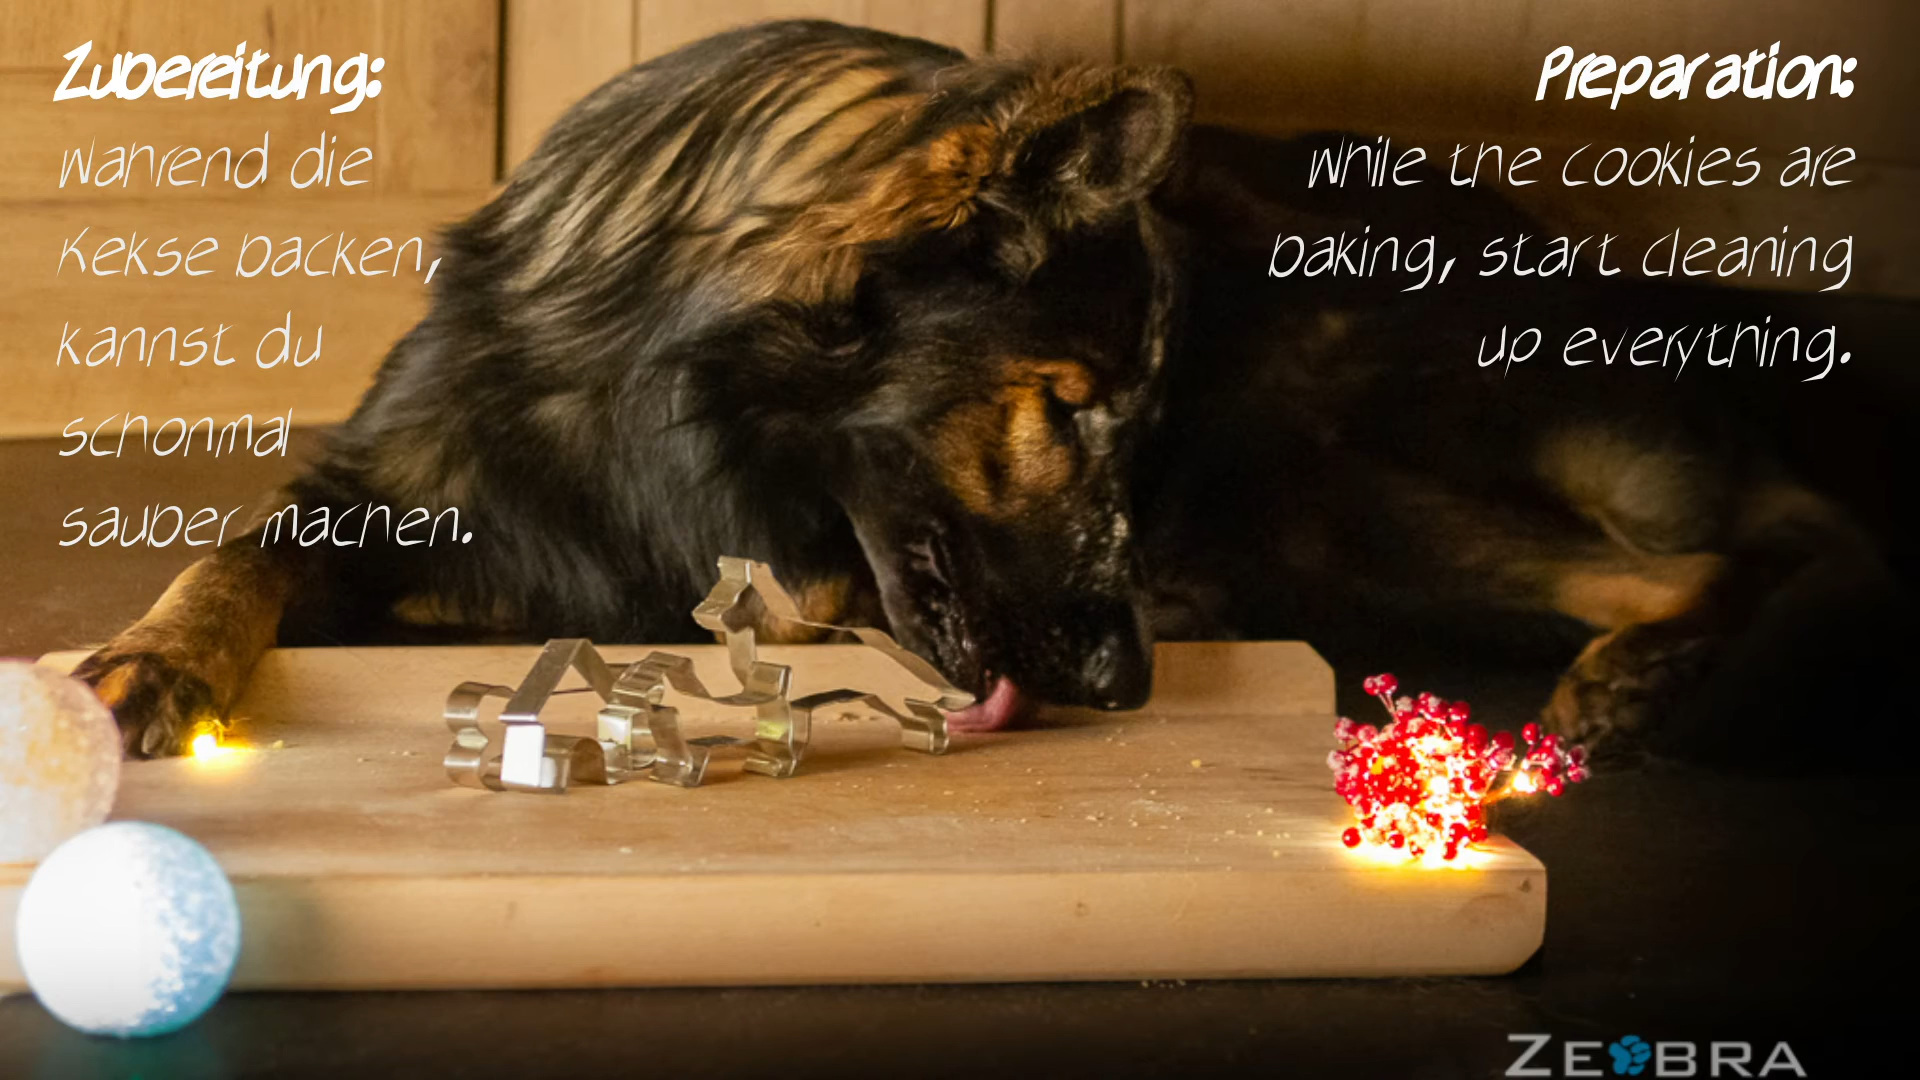 Zubereitung:
Während die
Kekse backen,
kannst du
schonmal
sauber machen.
Preparation:
While the cookies are
baking, start cleaning
up everything.
ZEBRA